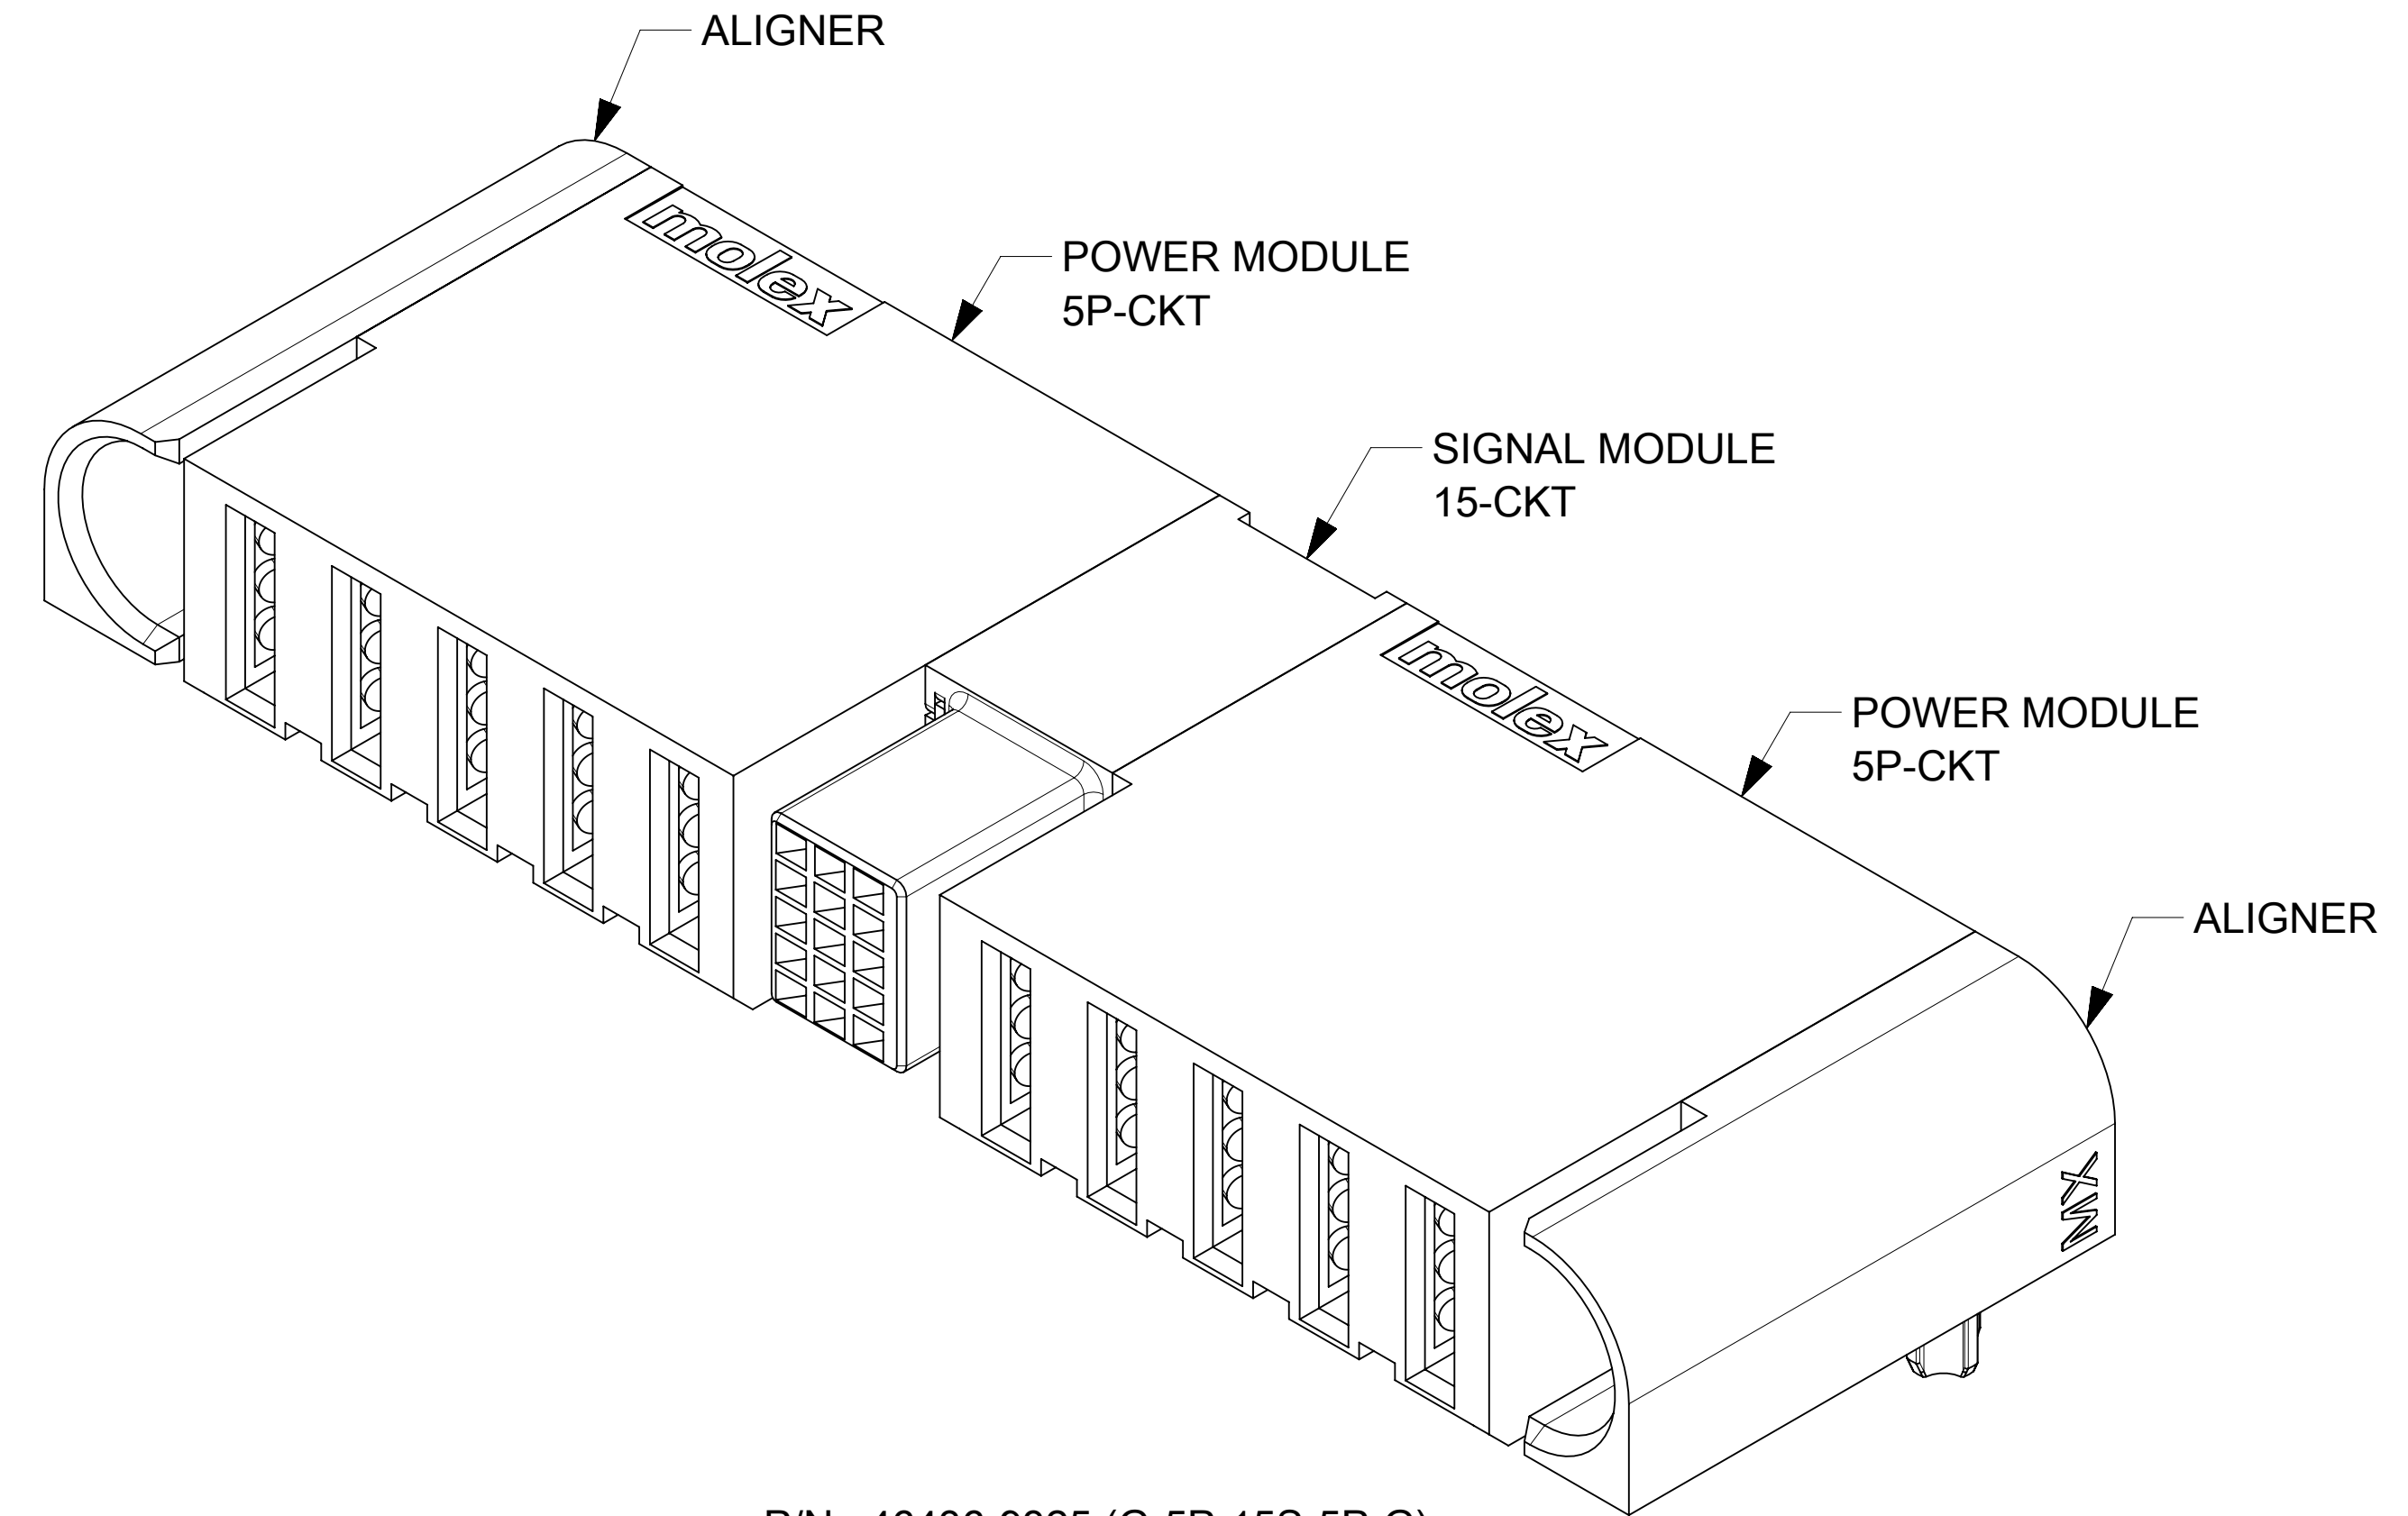 ALIGNER
molex
POWER MODULE
5P-CKT
SIGNAL MODULE
15-CKT
molex
POWER MODULE
5P-CKT
ALIGNER
MX